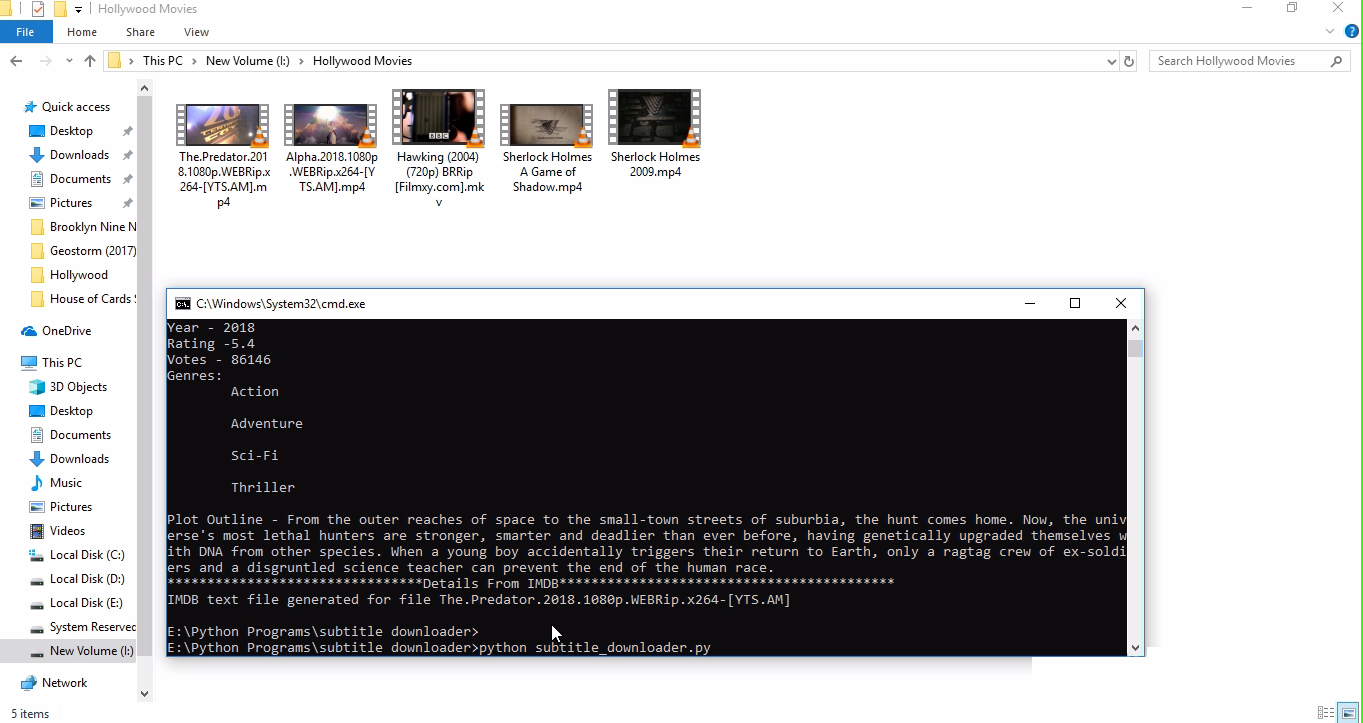 Hollywood Movies
File
Home
Share
View
This PC
New Volume (I:)
Hollywood Movies
Search Hollywood Movies
Quick access
Desktop
Downloads
Documents
Pictures
Brooklyn Nine N
Geostorm (2017)
Hollywood
House of Cards
OneDrive
This PC
3D Objects
Desktop
Documents
Downloads
Music
Pictures
Videos
Local Disk (C:)
Local Disk (D:)
Local Disk (E:)
System Reserved
New Volume (I:)
Network
5 items
BBC
The.Predator.201
8.1080p.WEBRip.x
264-[YTS.AM].m
p4
Alpha.2018.1080p
.WEBRip.x264-[Y
TS.AM].mp4
Hawking (2004)
(720p) BRRip
[Filmxy.com].mk
v
Sherlock Holmes
A Game of
Shadow.mp4
Sherlock Holmes
2009.mp4
C:\Windows\System32\cmd.exe
Year - 2018
Rating -5.4
Votes - 86146
Genres:
Action
Adventure
Sci-Fi
Thriller
Plot Outline - From the outer reaches of space to the small-town streets of suburbia, the hunt comes home. Now, the univ
erse's most lethal hunters are stronger, smarter and deadlier than ever before, having genetically upgraded themselves w
ith DNA from other species. When a young boy accidentally triggers their return to Earth, only a ragtag crew of ex-soldi
ers and a disgruntled science teacher can prevent the end of the human race.
********************************Details From IMDB******************************************
IMDB text file generated for file The.Predator.2018.1080p.WEBRip.x264-[YTS.AM]
E:\Python Programs\subtitle downloader>
E:\Python Programs\subtitle downloader>python subtitle_downloader.py